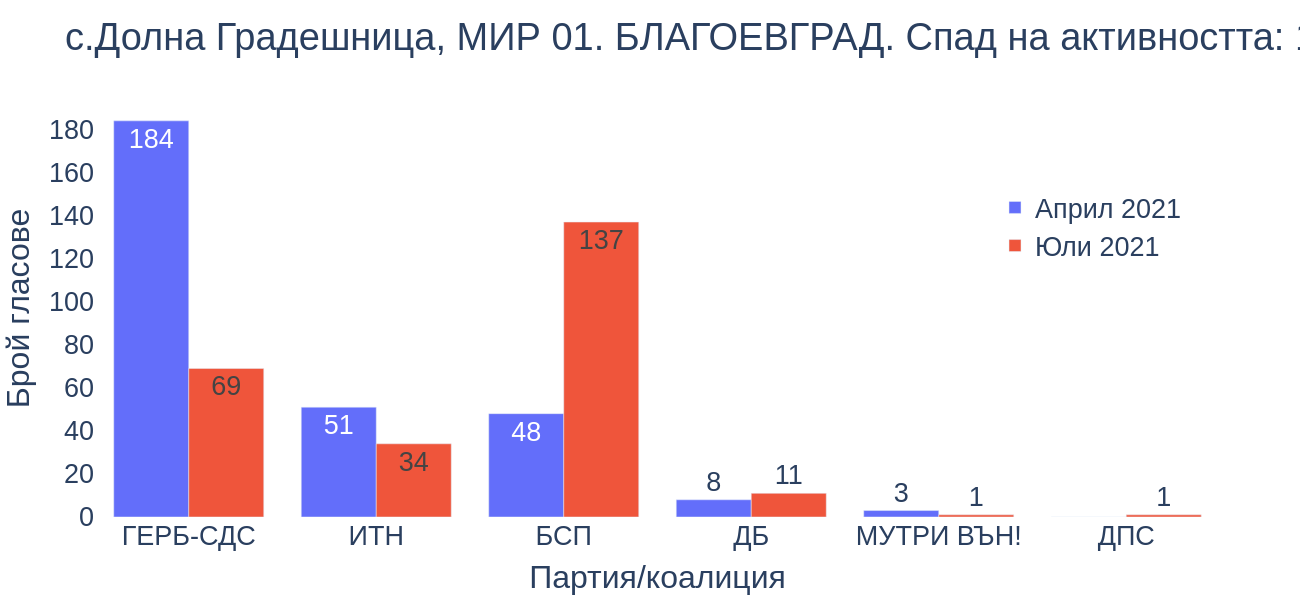 с.Долна Градешница, МИР 01. БЛАГОЕВГРАД. Спад на активността:
180
160
140
120
100
80
60
40
20
0
Брой гласове
184
69
51
34
48
137
8
11
3
1
1
Април 2021
Юли 2021
ГЕРБ-СДС
ИТН
БСП
ДБ
МУТРИ ВЪН!
ДПС
Партия/коалиция